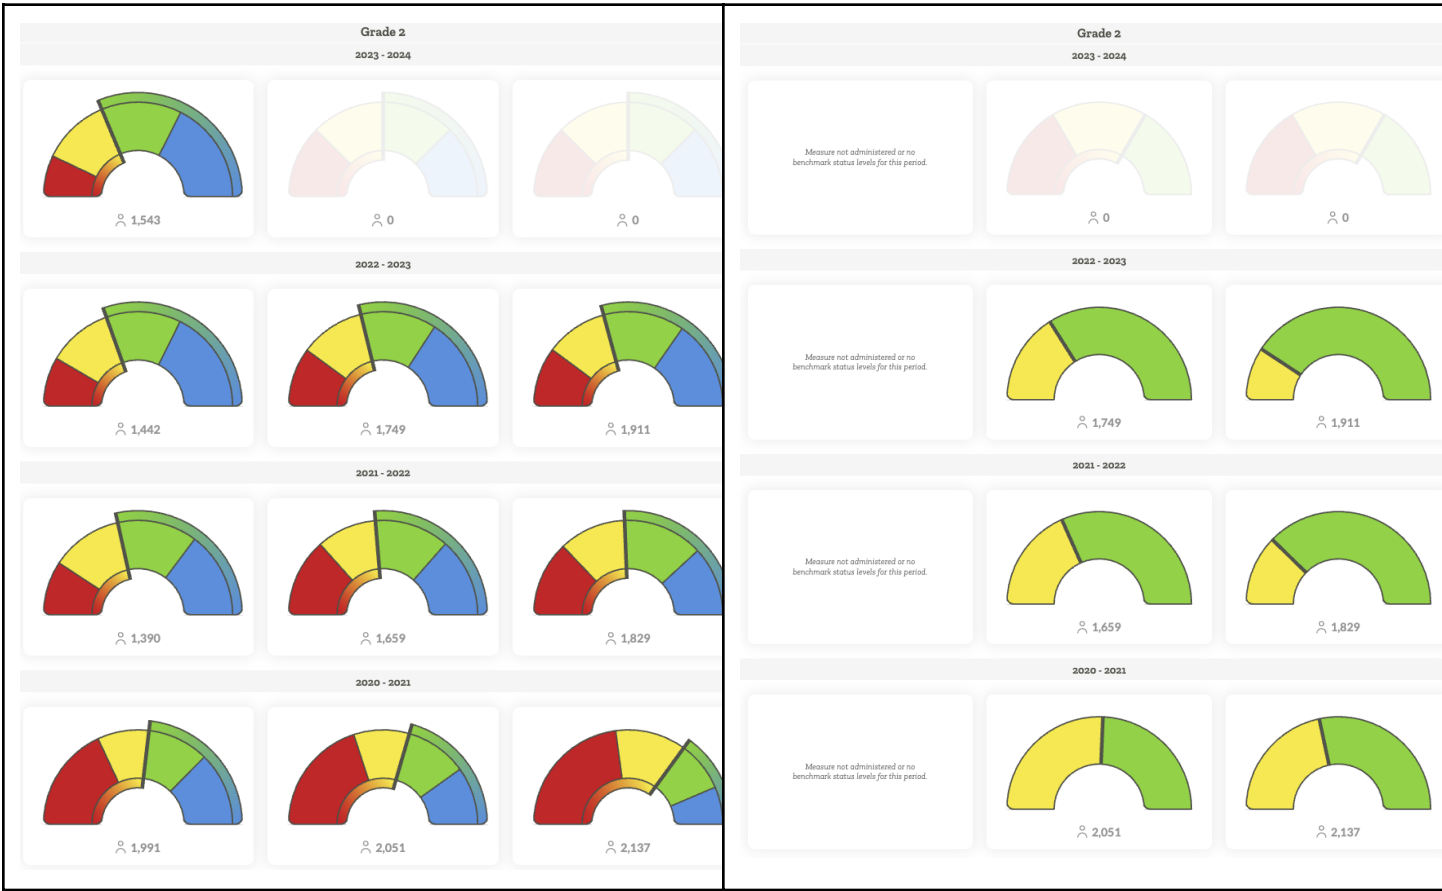 Grade 2
2023 - 2024
1,543
0
0
2022 - 2023
1,442
1,749
1,911
2021 - 2022
1,390
1,659
1,829
2020 - 2021
1,991
2,051
2,137
Grade 2
2023 - 2024
Measure not administered or no
benchmark status levels for this period.
0
0
2022 - 2023
Measure not administered or no
benchmark status levels for this period.
1,749
1,911
2021 - 2022
Measure not administered or no
benchmark status levels for this period.
1,659
1,829
2020 - 2021
Measure not administered or no
benchmark status levels for this period.
2,051
2,137